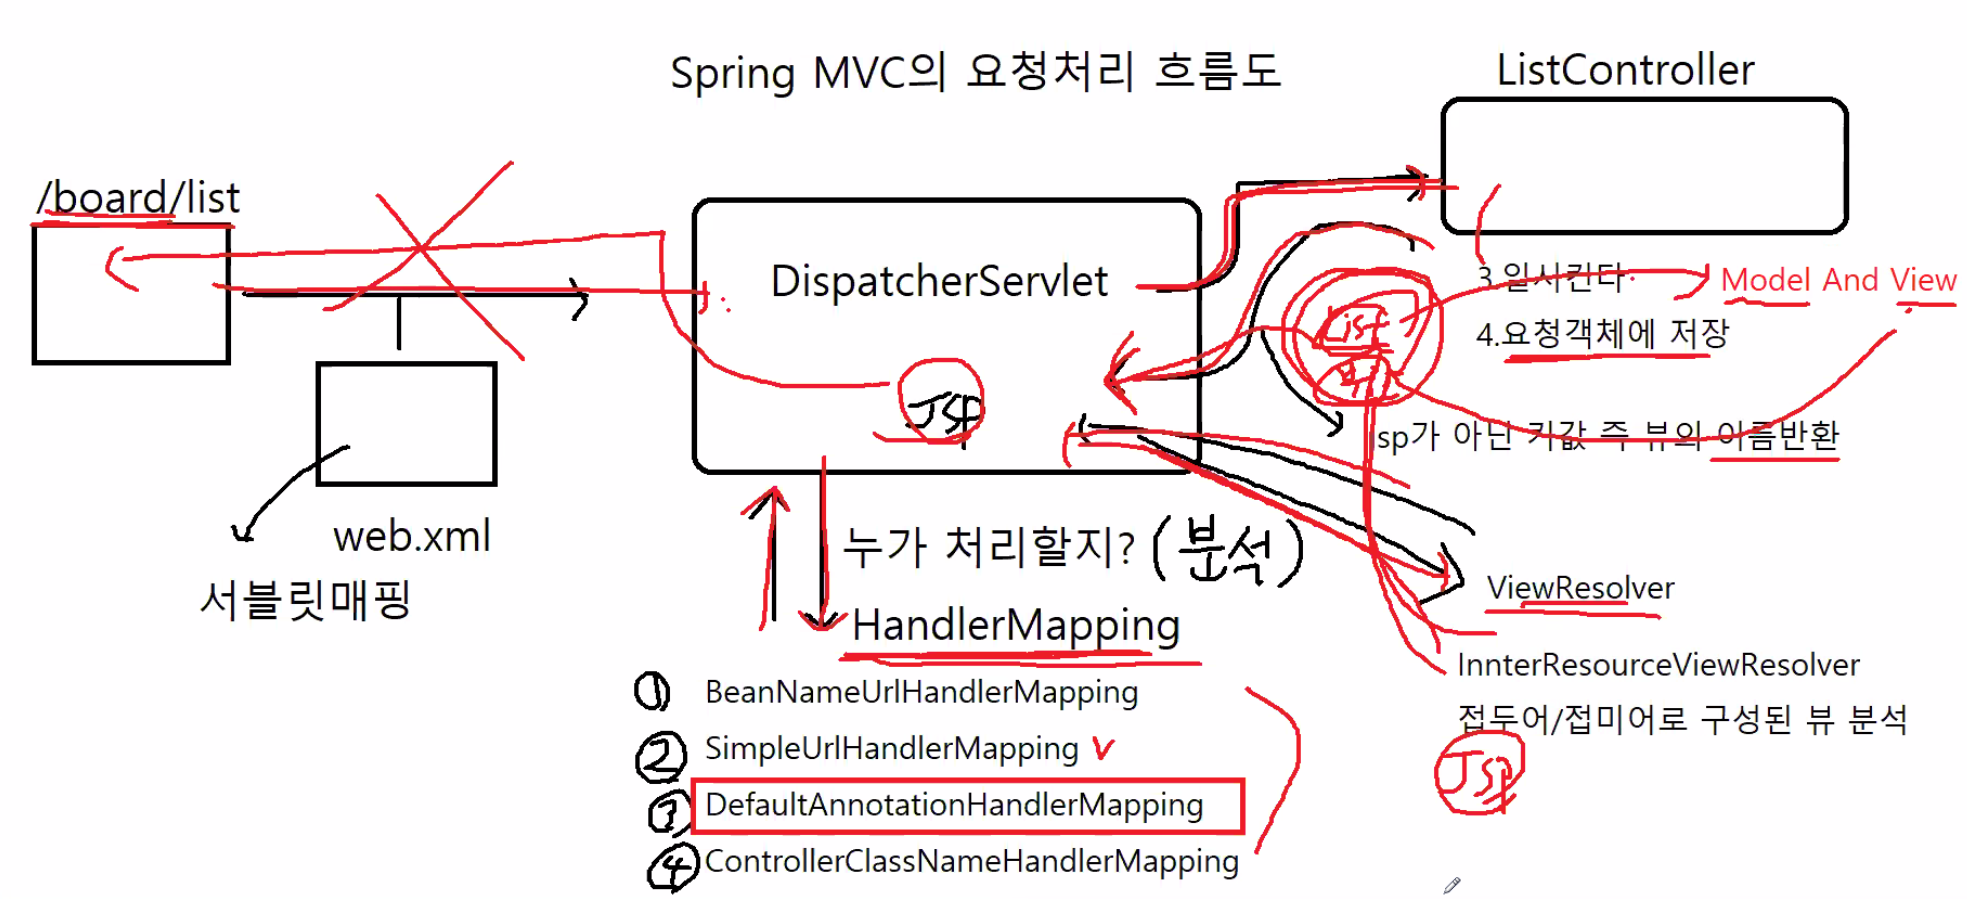 Spring MVC의 요청처리 흐름도
ListController
/board/list
DispatcherServlet
3.일시킨다
Model And View
List
4.요청객체에 저장
JSP
jsp가 아닌 키값 즉 뷰의 이름반환
web.xml
서블릿매핑
누가 처리할지? (분석)
HandlerMapping
ViewResolver
InnterResourceViewResolver
접두어/접미어로 구성된 뷰 분석
JSP
① BeanNameUrlHandlerMapping
② SimpleUrlHandlerMapping
③ DefaultAnnotationHandlerMapping
④ ControllerClassNameHandlerMapping